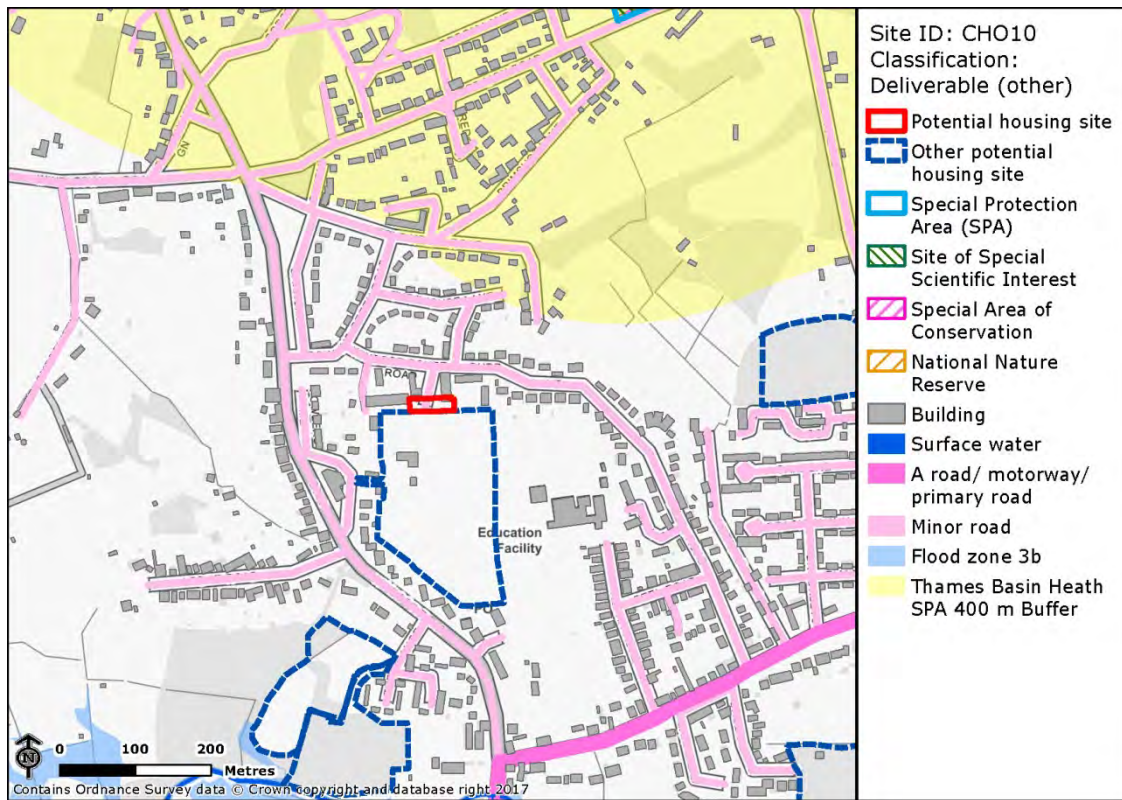 Site ID: CHO10
Classification:
Deliverable (other)
Potential housing site
Other potential
housing site
Special Protection
Area (SPA)
Site of Special
Scientific Interest
Special Area of
Conservation
National Nature
Reserve
Building
Surface water
A road/ motorway/
primary road
Minor road
Flood zone 3b
Thames Basin Heath
SPA 400 m Buffer
GN
RED
ROAD
Education
Facility
N
0 100 200
Metres
Contains Ordnance Survey data © Crown copyright and database right 2017